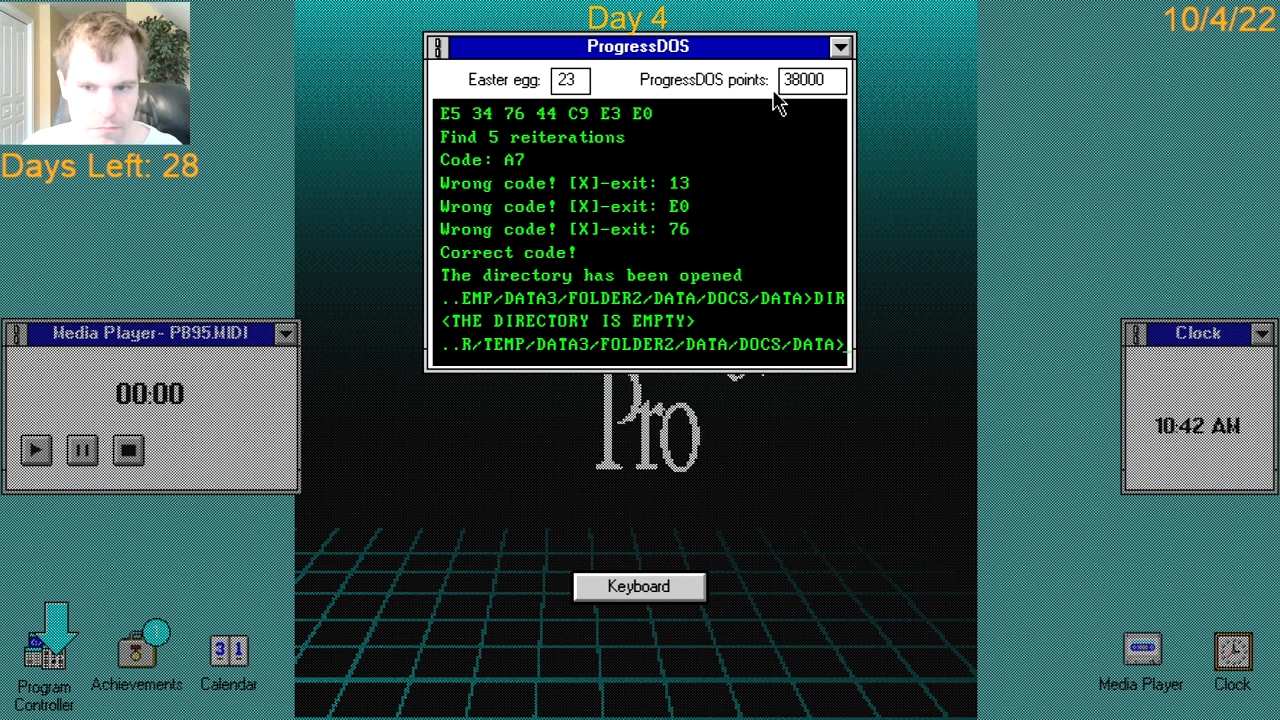 Day 4
10/4/22
ProgressDOS
Easter egg: 23 ProgressDOS points: 38000
E5 34 76 44 C9 E3 E0
Find 5 reiterations
Code: A7
Wrong code! [X]-exit: 13
Wrong code! [X]-exit: E0
Wrong code! [X]-exit: 76
Correct code!
The directory has been opened
..EMP/DATA3/FOLDER2/DATA/DOCS/DATA>DIR
<THE DIRECTORY IS EMPTY>
..R/TEMP/DATA3/FOLDER2/DATA/DOCS/DATA>_
Days Left: 28
Media Player- PB95.MIDI
00:00
Clock
10:42 AM
Pro
Keyboard
Program
Controller
1
Achievements
31
Calendar
Media Player
Clock